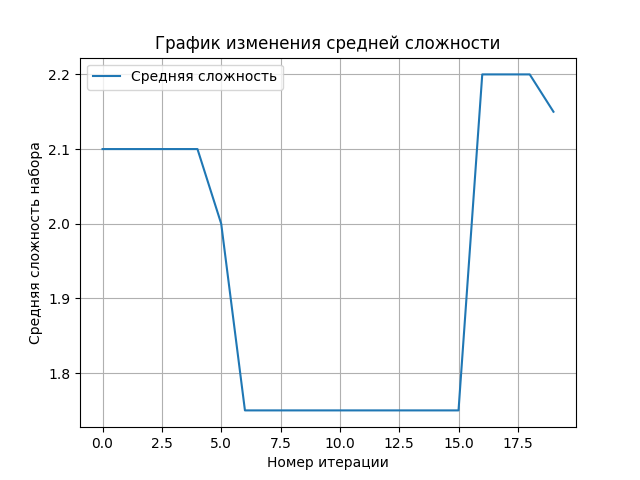 График изменения средней сложности
Средняя сложность
2.2
2.1
2.0
1.9
1.8
Средняя сложность набора
0.0 2.5 5.0 7.5 10.0 12.5 15.0 17.5
Номер итерации